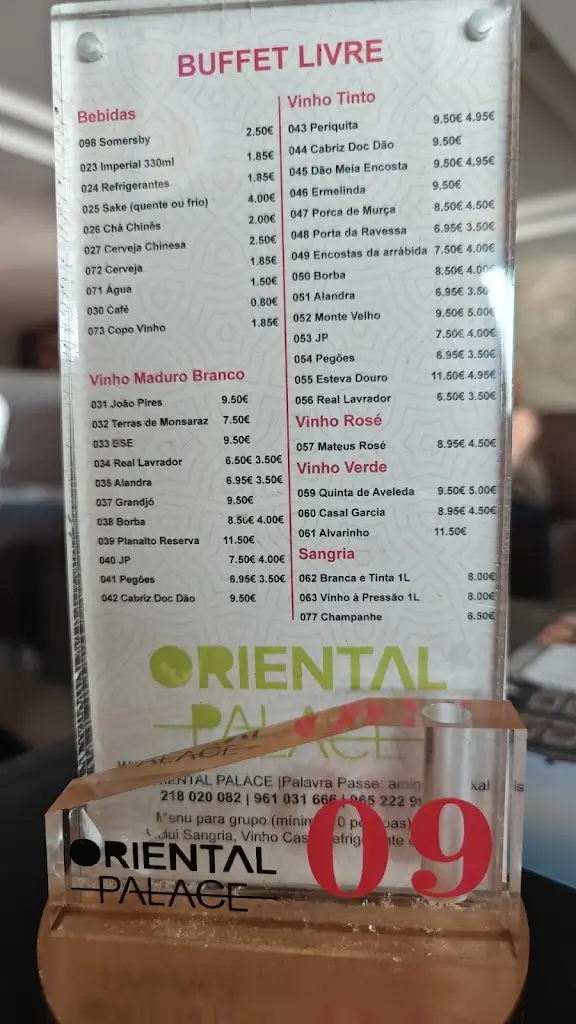 BUFFET LIVRE
Bebidas
098 Somersby 2.50€
023 Imperial 330ml 1.85€
024 Refrigerantes 1.85€
025 Sake (quente ou frio) 4.00€
026 Chá Chinês 2.00€
027 Cerveja Chinesa 2.50€
072 Cerveja 1.85€
071 Água 1.50€
030 Café 0.80€
073 Copo Vinho 1.85€
Vinho Maduro Branco
031 João Pires 9.50€
032 Terras de Monsaraz 7.50€
033 BSE 9.50€
034 Real Lavrador 6.50€ 3.50€
035 Alandra 6.95€ 3.50€
037 Grandjó 9.50€
038 Borba 8.50€ 4.00€
039 Planalto Reserva 11.50€
040 JP 7.50€ 4.00€
041 Pegões 6.95€ 3.50€
042 Cabriz Doc Dão 9.50€
Vinho Tinto
043 Periquita 9.50€ 4.95€
044 Cabriz Doc Dão 9.50€
045 Dão Meia Encosta 9.50€ 4.95€
046 Ermelinda 9.50€
047 Porca de Murça 8.50€ 4.50€
048 Porta da Ravessa 6.95€ 3.50€
049 Encostas da arrábida 7.50€ 4.00€
050 Borba 8.50€ 4.00€
051 Alandra 6.95€ 3.50
052 Monte Velho 9.50€ 5.00€
053 JP 7.50€ 4.00€
054 Pegões 6.95€ 3.50€
055 Esteva Douro 11.50€ 4.95€
056 Real Lavrador 6.50€ 3.50€
Vinho Rosé
057 Mateus Rosé 8.95€ 4.50€
Vinho Verde
059 Quinta de Aveleda 9.50€ 5.00€
060 Casal Garcia 8.95€ 4.50€
061 Alvarinho 11.50€
Sangria
062 Branca e Tinta 1L 8.00€
063 Vinho à Pressão 1L 8.00€
077 Champanhe 6.50€
ORIENTAL
PALACE
PALACE |Palavra Passe:
218 020 082 | 961 031 666 | 965 222
Menu para grupo
Sangria, Vinho
ORIENTAL
PALACE
09